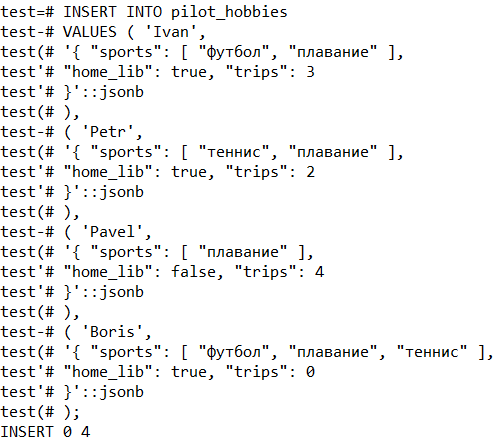 test=# INSERT INTO pilot_hobbies
test-# VALUES ( 'Ivan',
test(# '{ "sports": [ "футбол", "плавание" ],
test'# "home_lib": true, "trips": 3
test'# }'::jsonb
test(# ),
test-# ( 'Petr',
test(# '{ "sports": [ "теннис", "плавание" ],
test'# "home_lib": true, "trips": 2
test'# }'::jsonb
test(# ),
test-# ( 'Pavel',
test(# '{ "sports": [ "плавание" ],
test'# "home_lib": false, "trips": 4
test'# }'::jsonb
test(# ),
test-# ( 'Boris',
test(# '{ "sports": [ "футбол", "плавание", "теннис" ],
test'# "home_lib": true, "trips": 0
test'# }'::jsonb
test(# );
INSERT 0 4